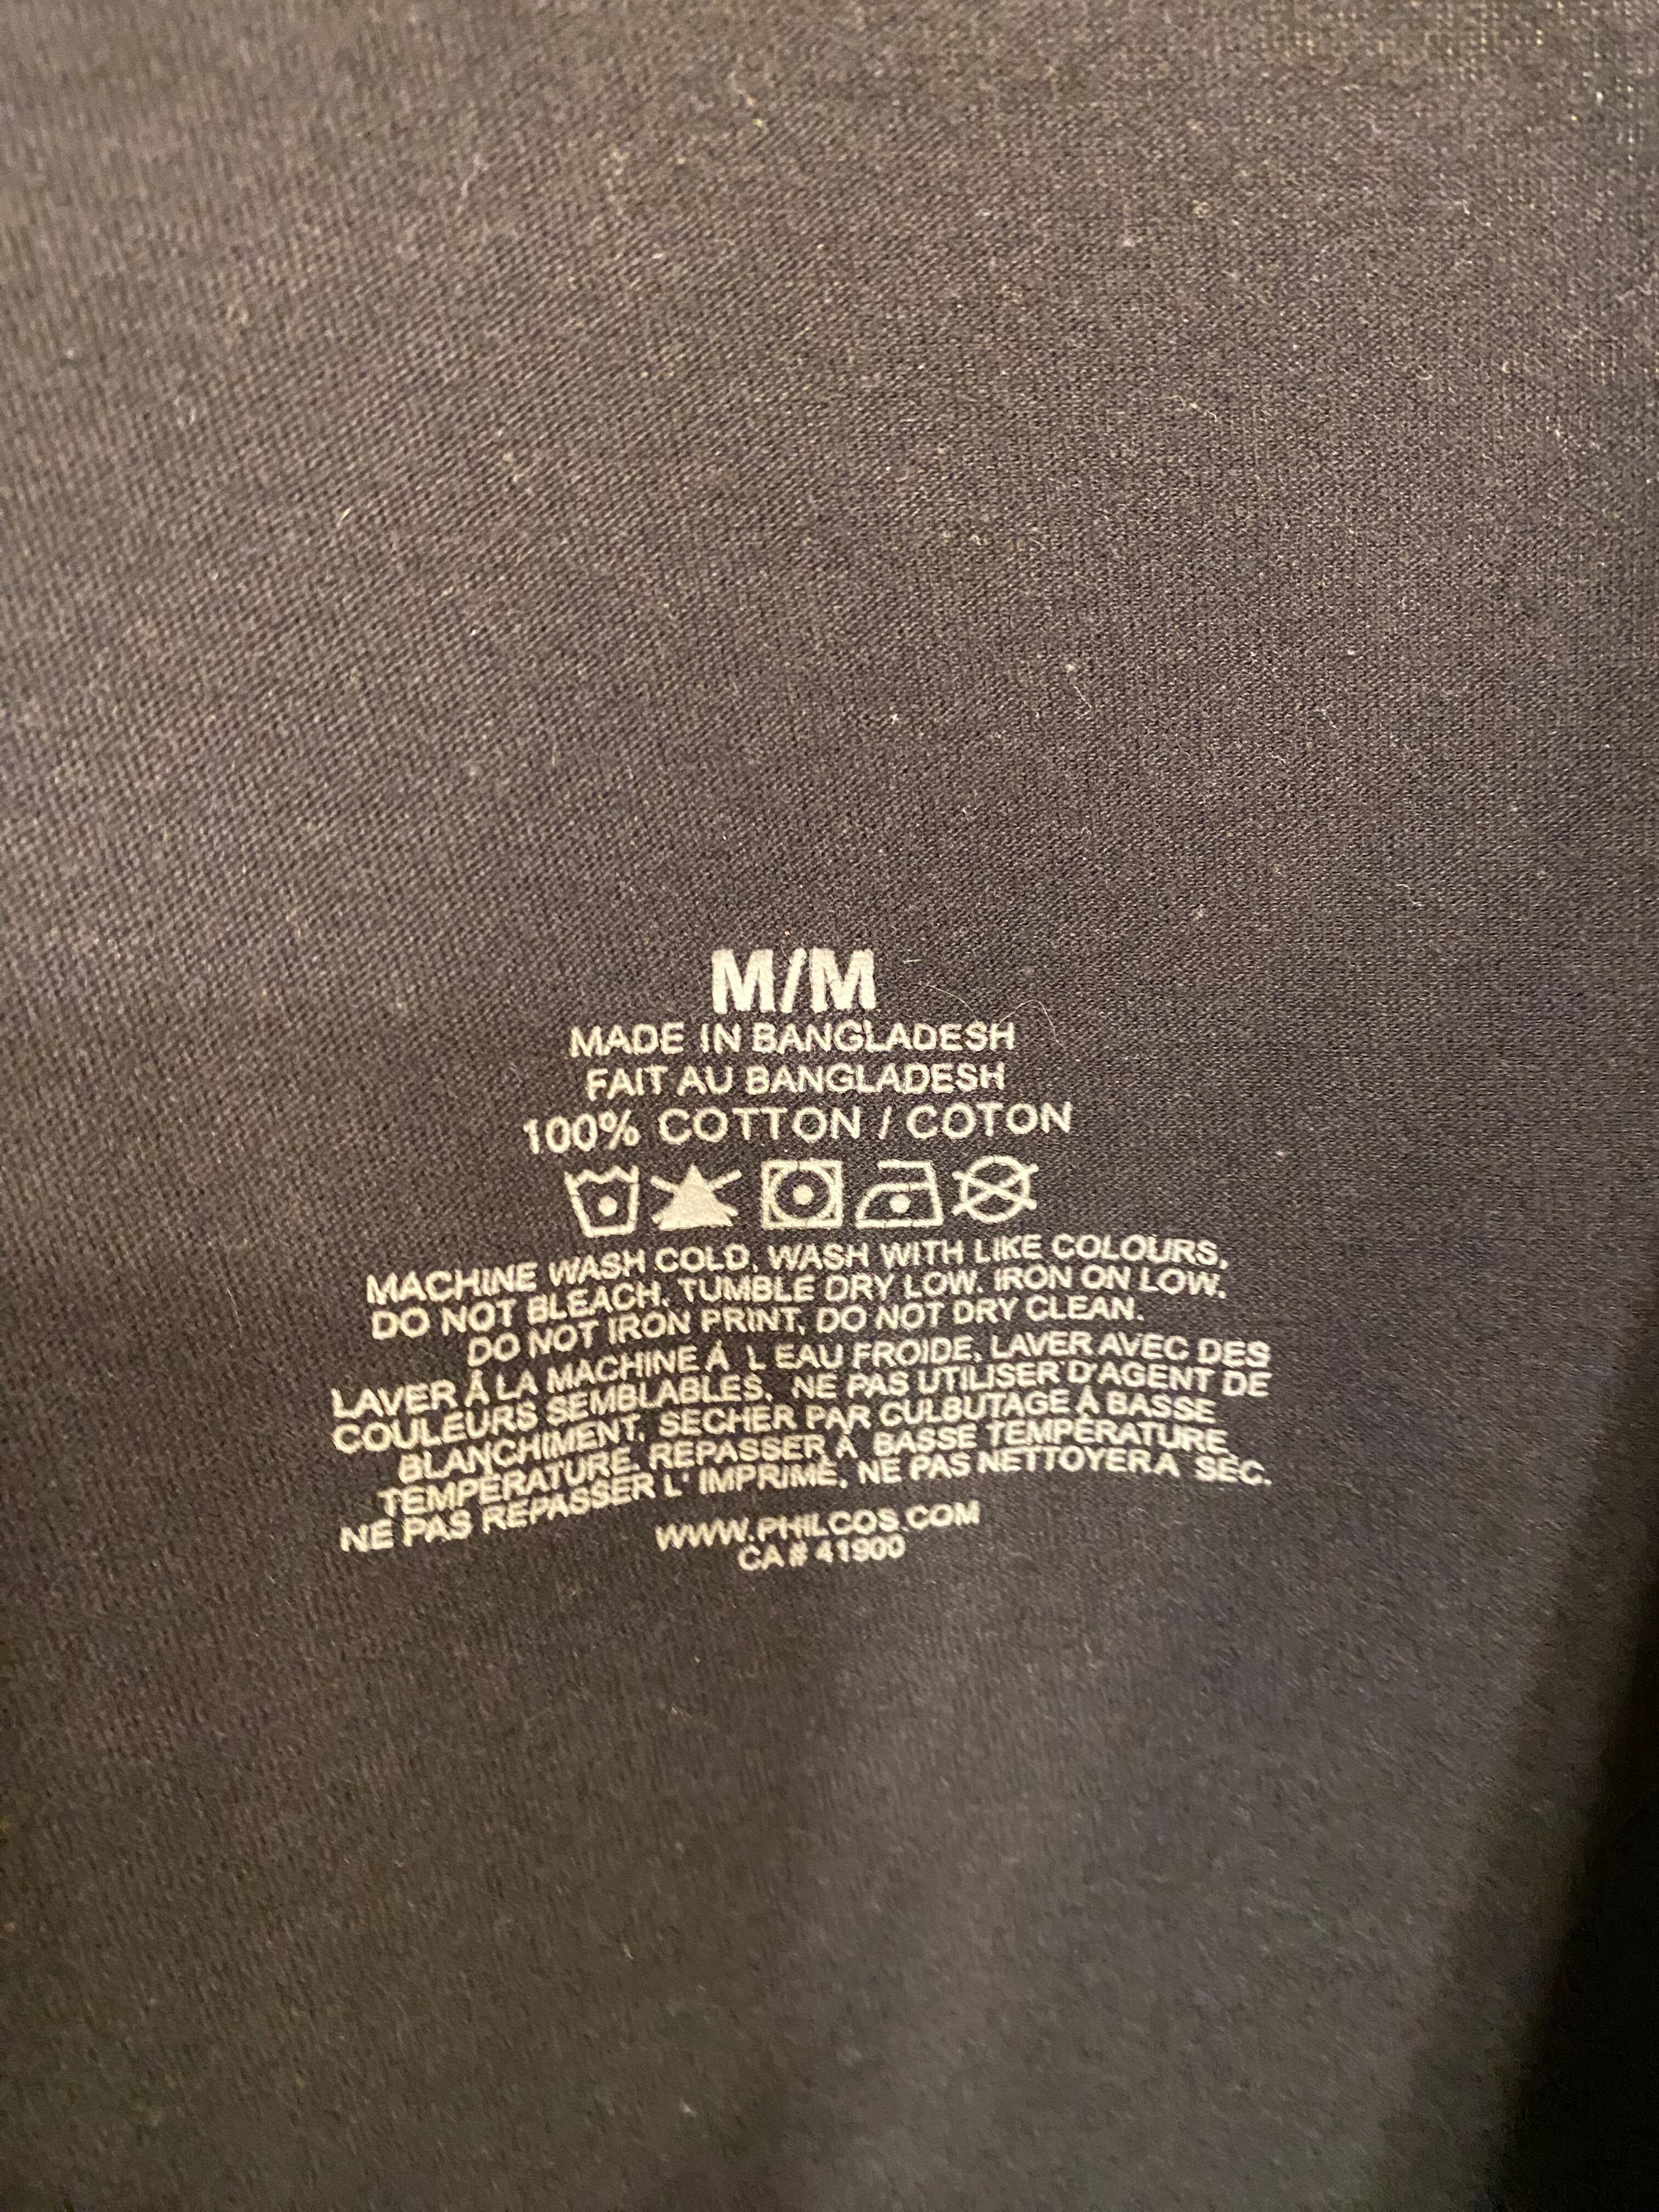 M/M
MADE IN BANGLADESH
FAIT AU BANGLADESH
100% COTTON / COTON
MACHINE WASH COLD. WASH WITH LIKE COLOURS,
DO NOT BLEACH. TUMBLE DRY LOW. IRON ON LOW.
DO NOT IRON PRINT, DO NOT DRY CLEAN.
LAVER À LA MACHINE À L EAU FROIDE, LAVER AVEC DES
COULEURS SEMBLABLES, NE PAS UTILISER D'AGENT DE
BLANCHIMENT, SECHER PAR CULBUTAGE À BASSE
TEMPÉRATURE. REPASSER À BASSE TEMPÉRATURE
NE PAS REPASSER L' IMPRIMÉ, NE PAS NETTOYER A SEC.
WWW.PHILCOS.COM
CA # 41900